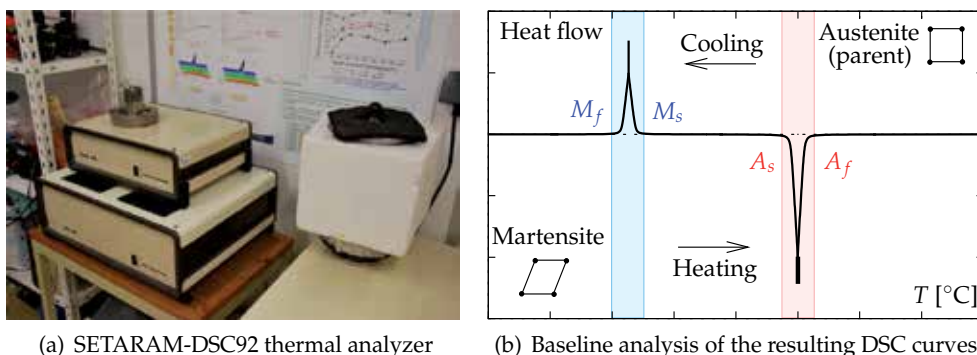 Heat flow
Cooling
Austenite
(parent)
M_f
M_s
A_s
A_f
Martensite
Heating
T [°C]
(a) SETARAM-DSC92 thermal analyzer
(b) Baseline analysis of the resulting DSC curves